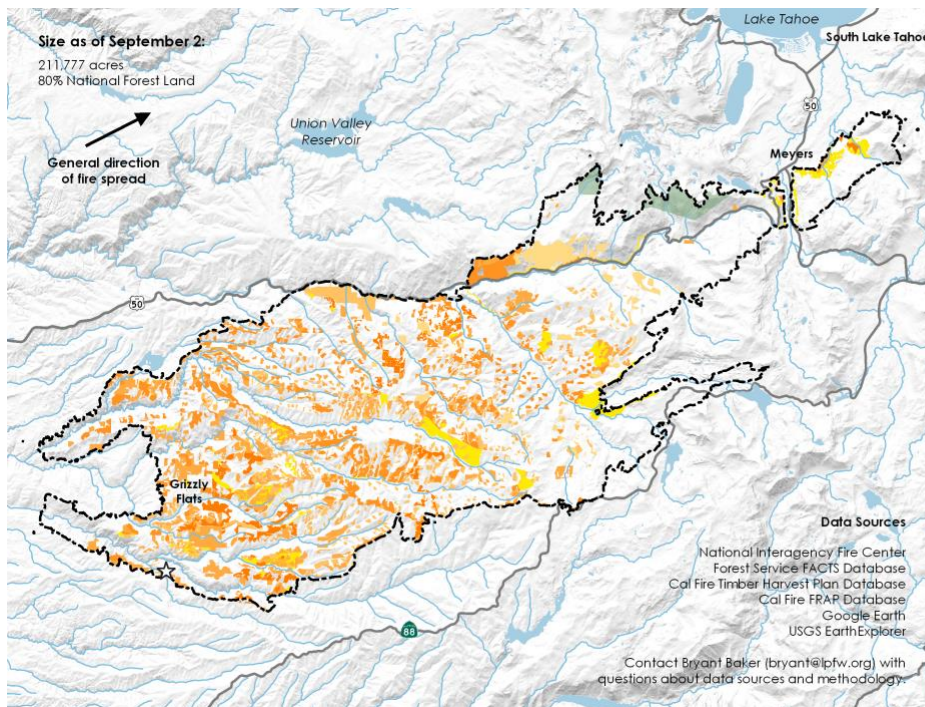 Size as of September 2:
211,777 acres
80% National Forest Land
General direction
of fire spread
Union Valley
Reservoir
Lake Tahoe
South Lake Tahoe
50
Meyers
50
Grizzly
Flats
88
Data Sources
National Interagency Fire Center
Forest Service FACTS Database
Cal Fire Timber Harvest Plan Database
Cal Fire FRAP Database
Google Earth
USGS EarthExplorer
Contact Bryant Baker (bryant@lpfw.org) with
questions about data sources and methodology.